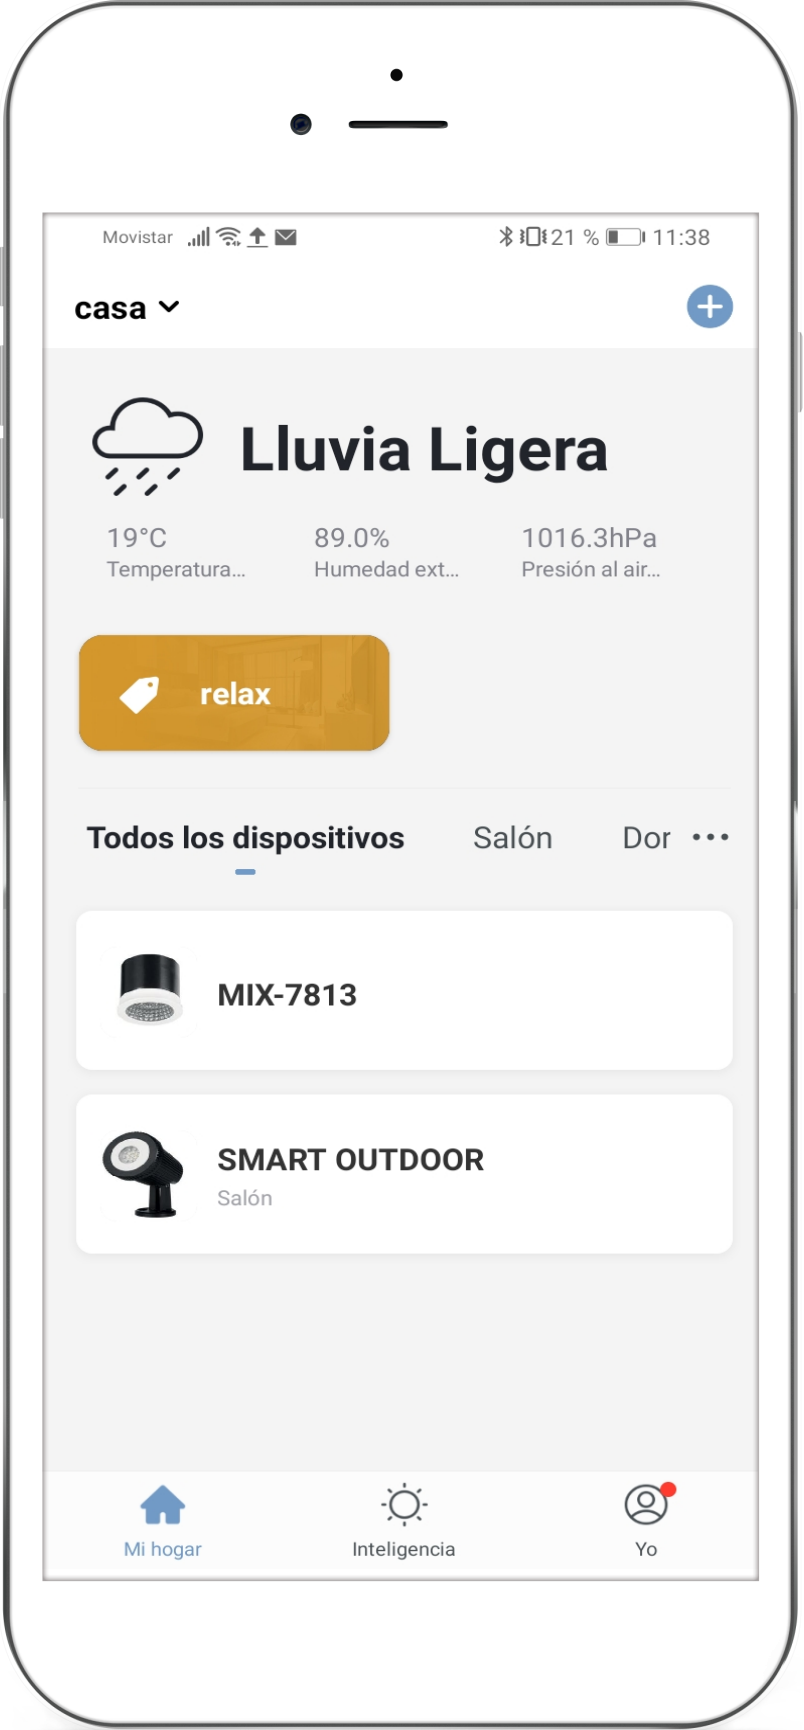 Movistar 21 % 11:38
casa
Lluvia Ligera
19°C 89.0% 1016.3hPa
Temperatura... Humedad ext... Presión al air...
relax
Todos los dispositivos Salón Dor
MIX-7813
SMART OUTDOOR
Salón
Mi hogar Inteligencia Yo